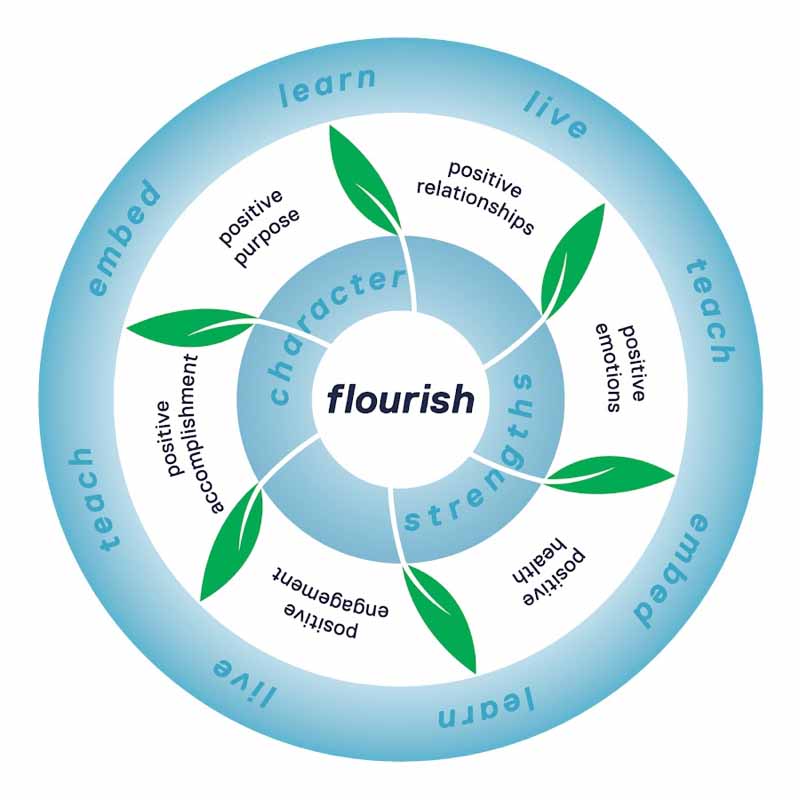 learn
live
teach
embed
learn
live
teach
embed
positive
relationships
positive
emotions
positive
health
positive
engagement
positive
accomplishment
positive
purpose
character
strengths
flourish